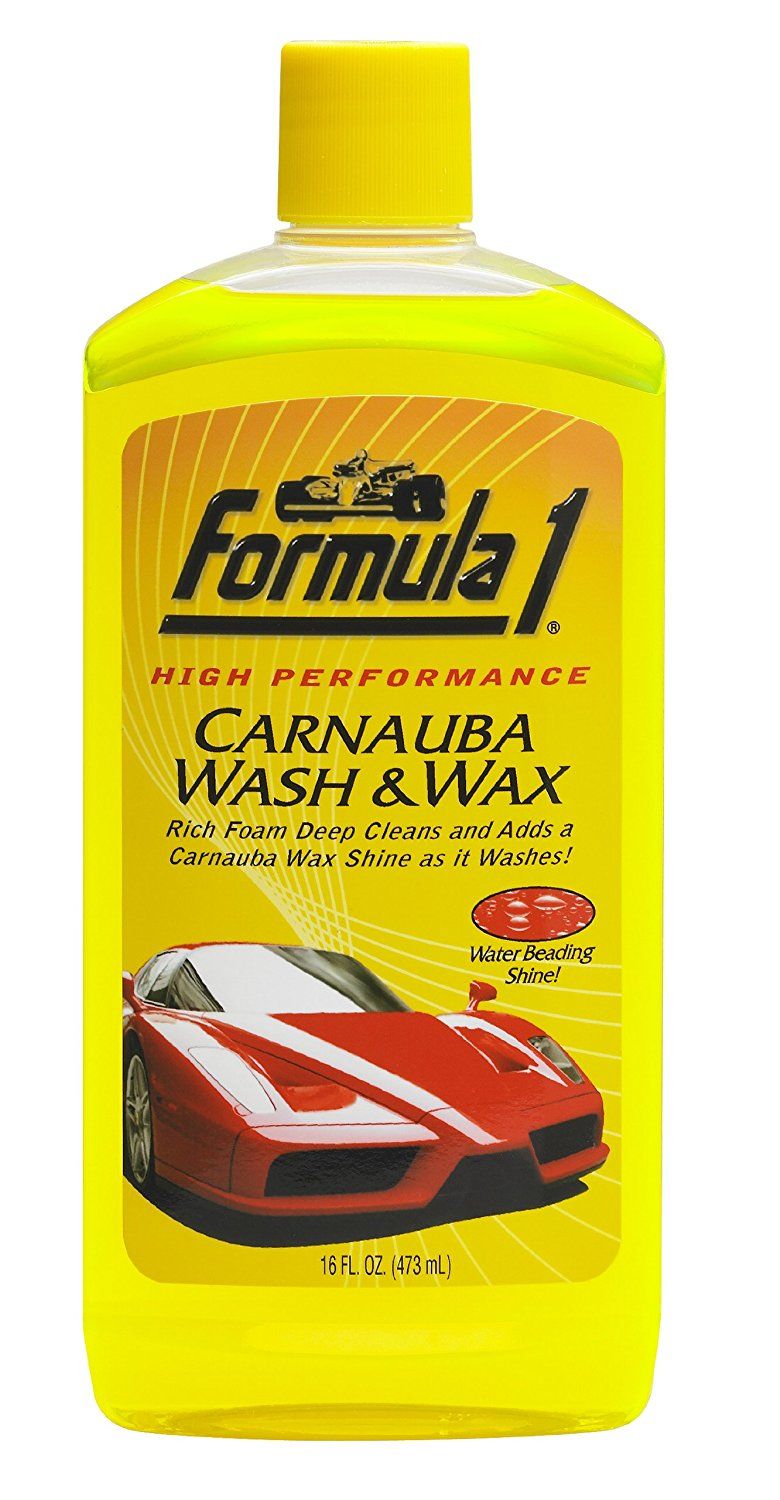 Formula 1®
HIGH PERFORMANCE
CARNAUBA
WASH & WAX
Rich Foam Deep Cleans and Adds a
Carnauba Wax Shine as it Washes!
Water Beading
Shine!
16 FL. OZ. (473 mL)